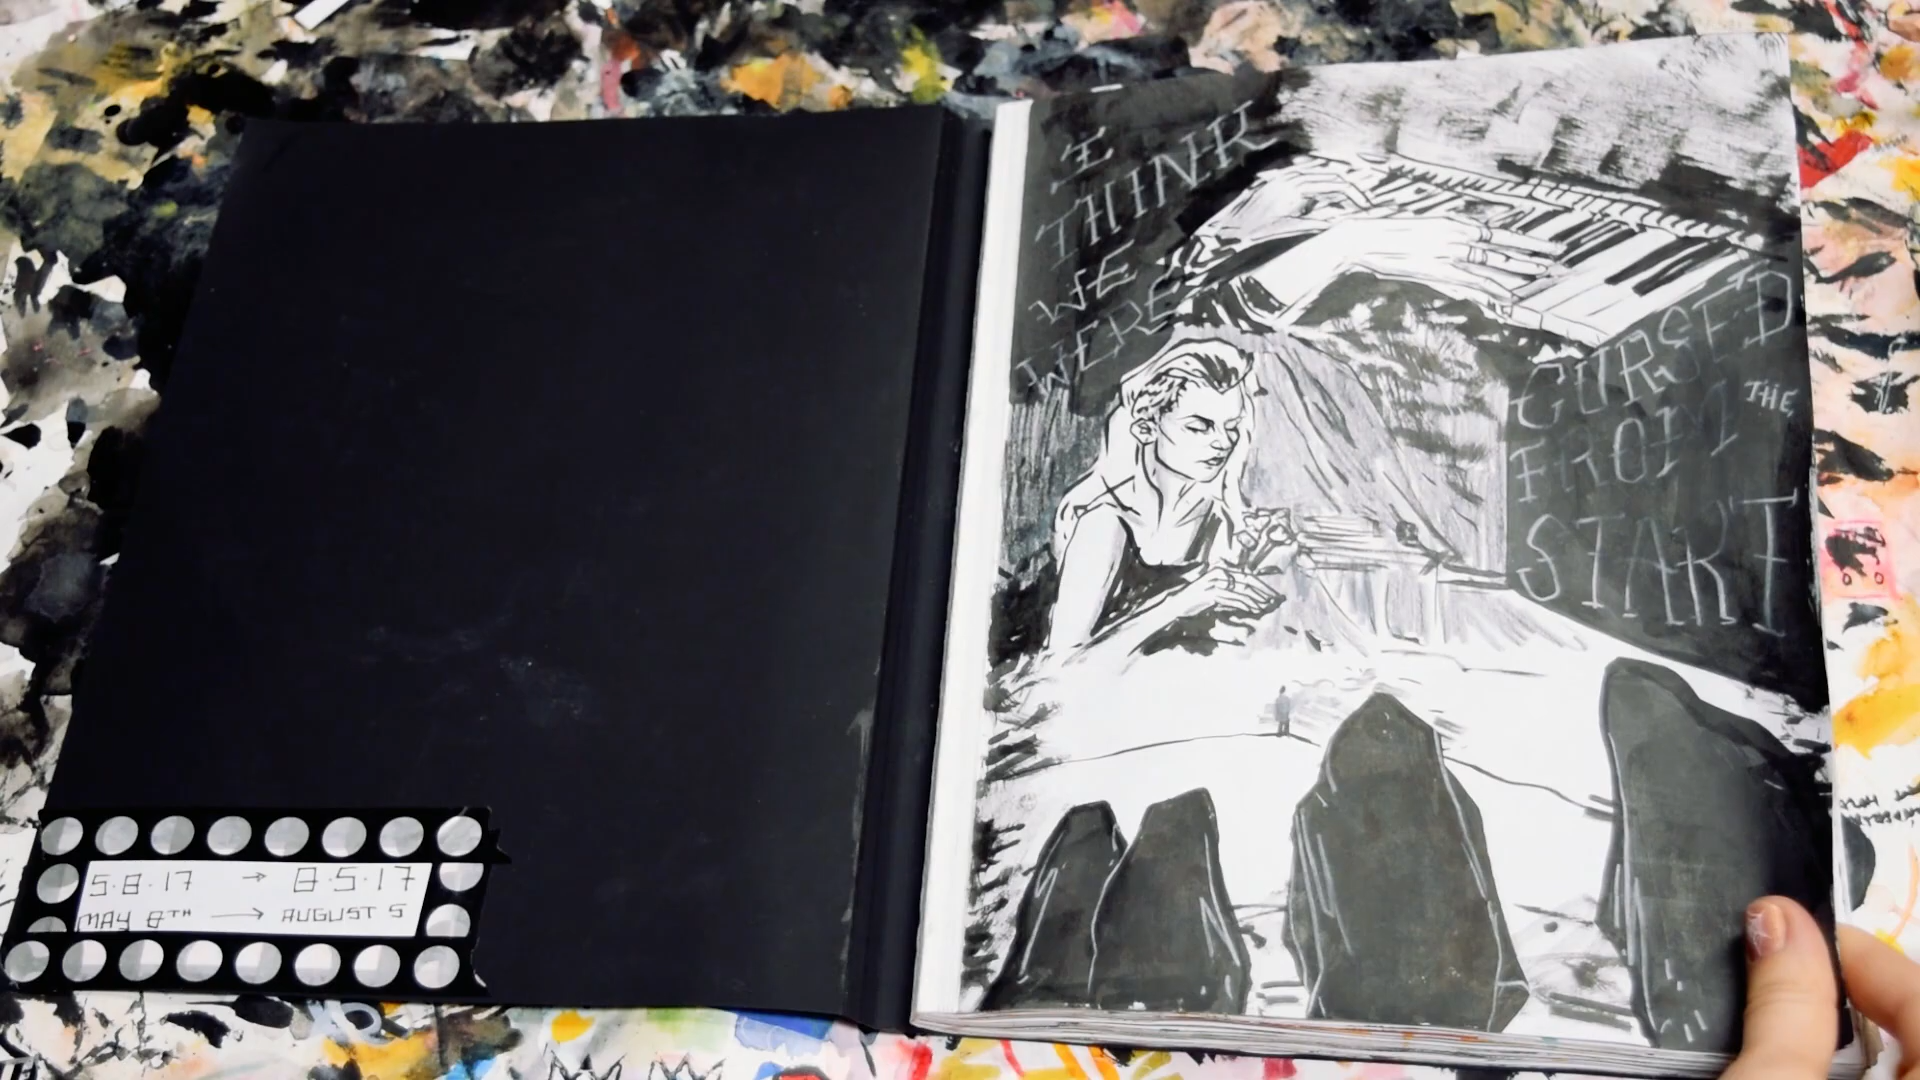 5·8·17 → 8·5·17
MAY 8TH → AUGUST 5
I
THINK
WE
WERE
CURSED
FROM THE
START